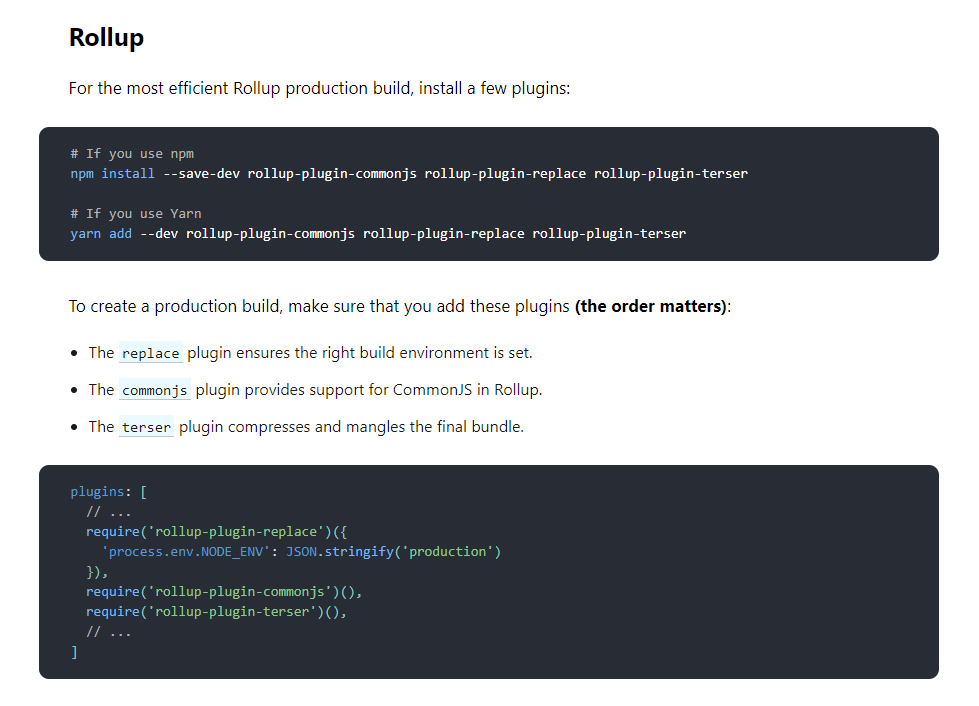 Rollup
For the most efficient Rollup production build, install a few plugins:
# If you use npm
npm install --save-dev rollup-plugin-commonjs rollup-plugin-replace rollup-plugin-terser
# If you use Yarn
yarn add --dev rollup-plugin-commonjs rollup-plugin-replace rollup-plugin-terser
To create a production build, make sure that you add these plugins (the order matters):
• The replace plugin ensures the right build environment is set.
• The commonjs plugin provides support for CommonJS in Rollup.
• The terser plugin compresses and mangles the final bundle.
plugins: [
  // ...
  require('rollup-plugin-replace')({
    'process.env.NODE_ENV': JSON.stringify('production')
  }),
  require('rollup-plugin-commonjs')(),
  require('rollup-plugin-terser')(),
  // ...
]